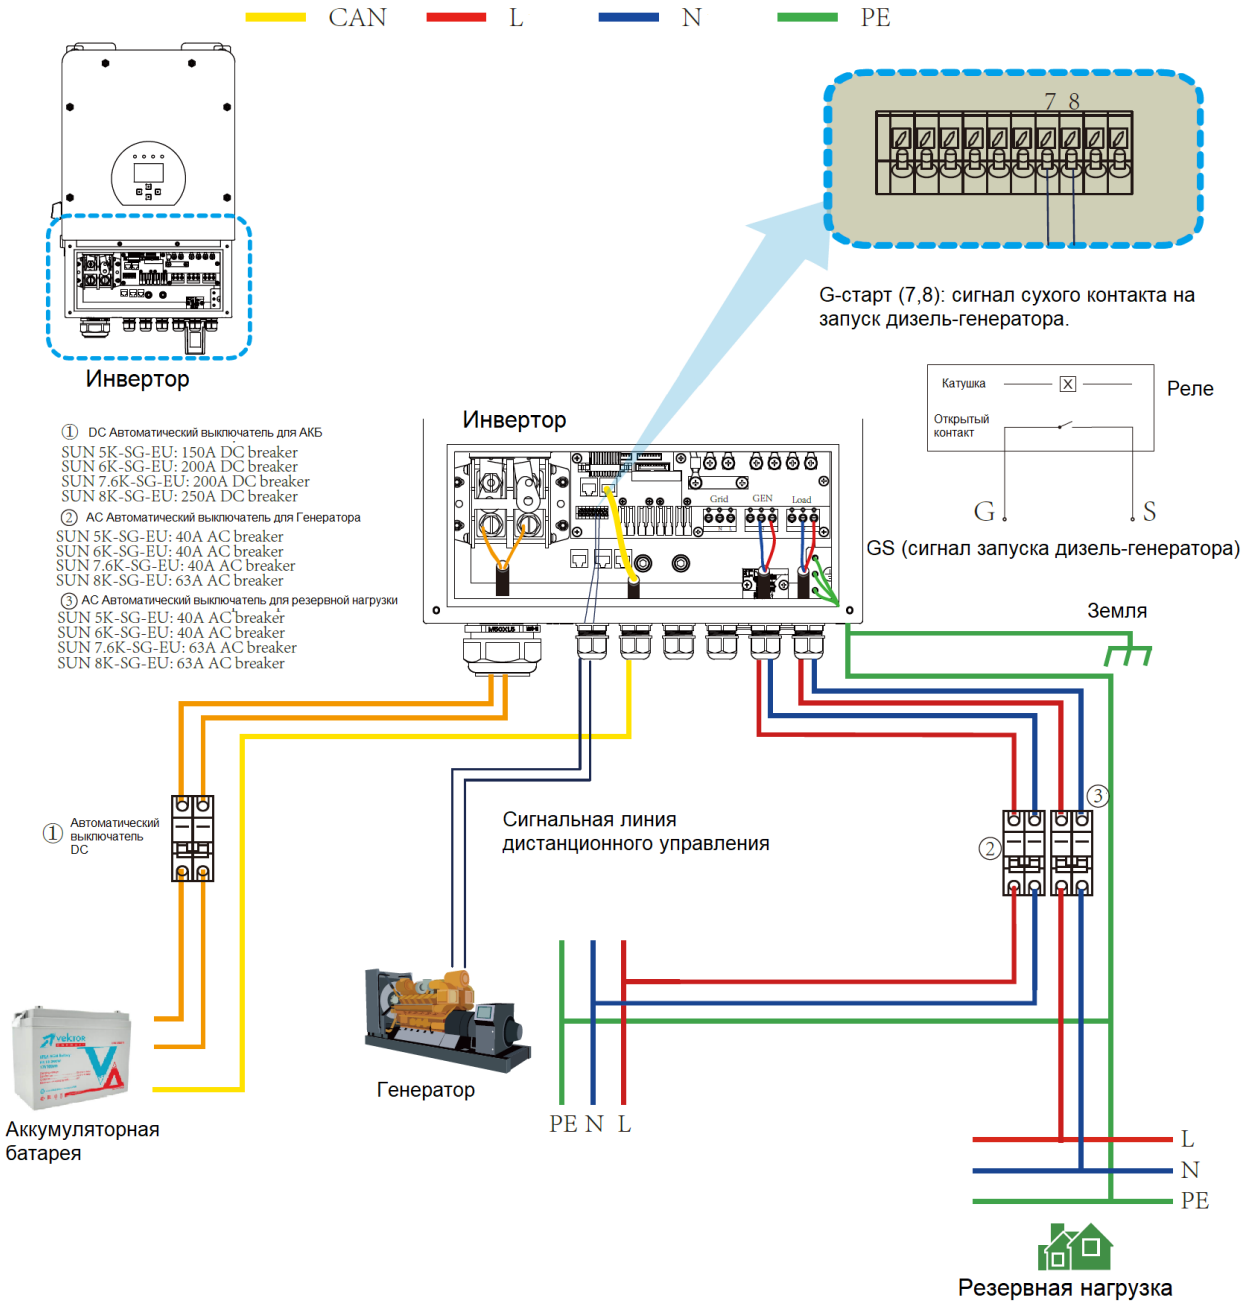 CAN L N PE
7 8
G-старт (7,8): сигнал сухого контакта на
запуск дизель-генератора.
Инвертор
Катушка
X
Реле
Открытый
контакт
G
S
GS (сигнал запуска дизель-генератора)
Инвертор
① DC Автоматический выключатель для АКБ
SUN 5K-SG-EU: 150A DC breaker
SUN 6K-SG-EU: 200A DC breaker
SUN 7.6K-SG-EU: 200A DC breaker
SUN 8K-SG-EU: 250A DC breaker
② AC Автоматический выключатель для Генератора
SUN 5K-SG-EU: 40A AC breaker
SUN 6K-SG-EU: 40A AC breaker
SUN 7.6K-SG-EU: 40A AC breaker
SUN 8K-SG-EU: 63A AC breaker
③ AC Автоматический выключатель для резервной нагрузки
SUN 5K-SG-EU: 40A AC breaker
SUN 6K-SG-EU: 40A AC breaker
SUN 7.6K-SG-EU: 63A AC breaker
SUN 8K-SG-EU: 63A AC breaker
Grid GEN Load
Земля
① Автоматический
выключатель
DC
Сигнальная линия
дистанционного управления
②
③
vektor
ENERGY
Генератор
PE N L
Аккумуляторная
батарея
L
N
PE
Резервная нагрузка